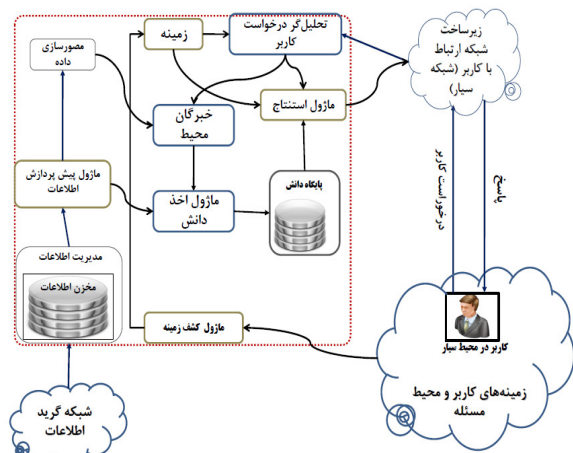 تحلیل‌گر درخواست
کاربر
زمینه
مصورسازی
داده
زیرساخت
شبکه ارتباط
با کاربر (شبکه
سیار)
خبرگان
محیط
ماژول استنتاج
ماژول پیش پردازش
اطلاعات
ماژول اخذ
دانش
پایگاه دانش
درخوراست کاربر
پاسخ
مدیریت اطلاعات
مخزن اطلاعات
ماژول کشف زمینه
کاربر در محیط سیار
زمینه‌های کاربر و محیط
مسئله
شبکه گرید
اطلاعات